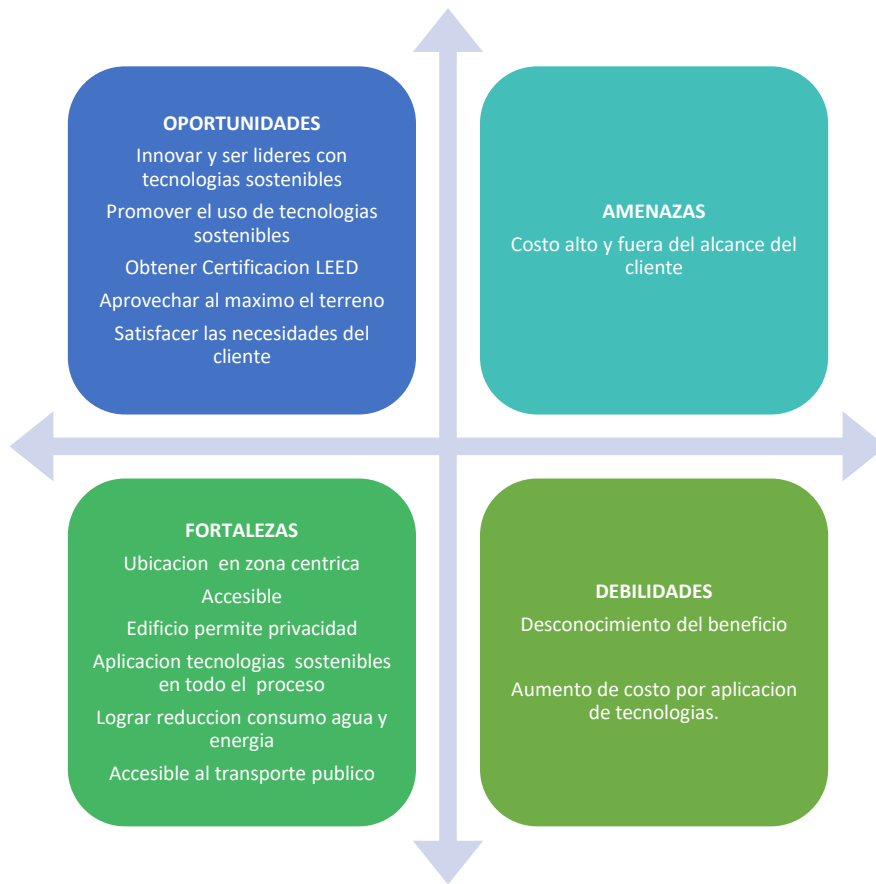 OPORTUNIDADES
Innovar y ser lideres con
tecnologias sostenibles
Promover el uso de tecnologias
sostenibles
Obtener Certificacion LEED
Aprovechar al maximo el terreno
Satisfacer las necesidades del
cliente
AMENAZAS
Costo alto y fuera del alcance del
cliente
FORTALEZAS
Ubicacion en zona centrica
Accesible
Edificio permite privacidad
Aplicacion tecnologias sostenibles
en todo el proceso
Lograr reduccion consumo agua y
energia
Accesible al transporte publico
DEBILIDADES
Desconocimiento del beneficio
Aumento de costo por aplicacion
de tecnologias.